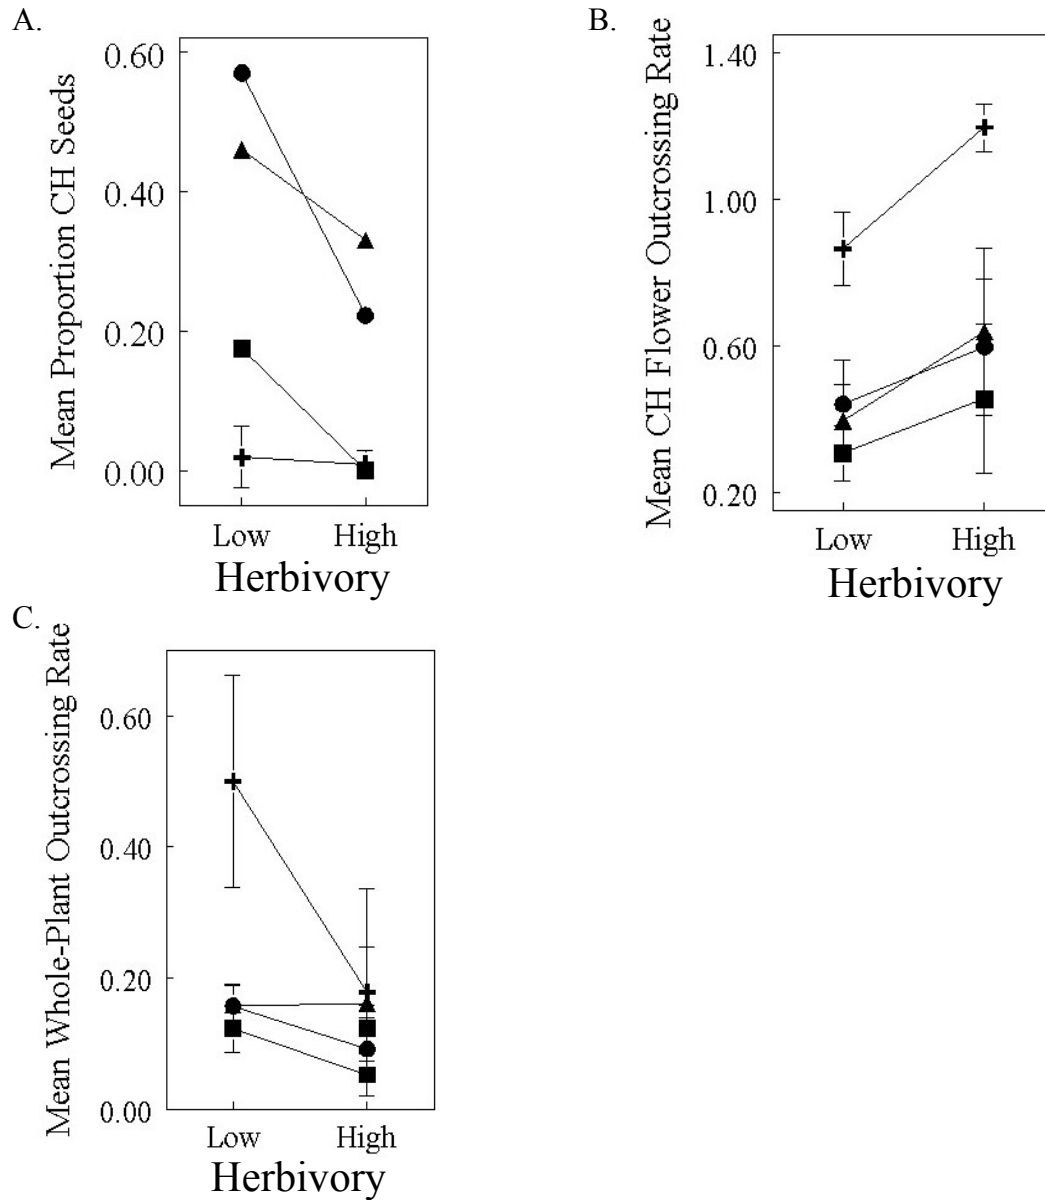 A.
Mean Proportion CH Seeds
0.60
0.40
0.20
0.00
Low High
Herbivory
B.
Mean CH Flower Outcrossing Rate
1.40
1.00
0.60
0.20
Low High
Herbivory
C.
Mean Whole-Plant Outcrossing Rate
0.60
0.40
0.20
0.00
Low High
Herbivory